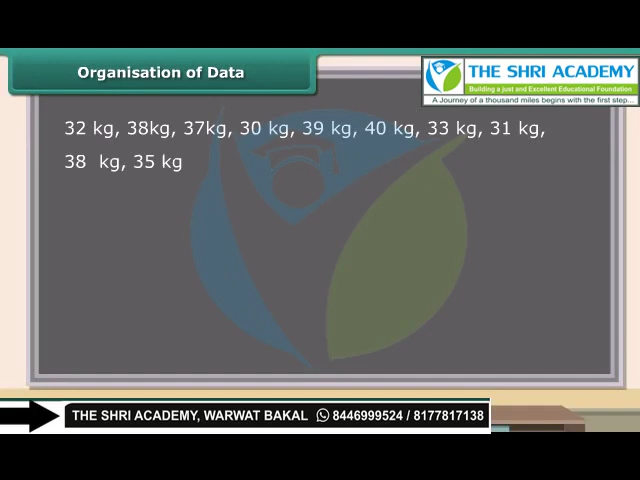 Organisation of Data
THE SHRI ACADEMY
Building a just and Excellent Educational Foundation
A Journey of a thousand miles begins with the first step...
32 kg, 38kg, 37kg, 30 kg, 39 kg, 40 kg, 33 kg, 31 kg,
38 kg, 35 kg
THE SHRI ACADEMY, WARWAT BAKAL 8446999524 / 8177817138